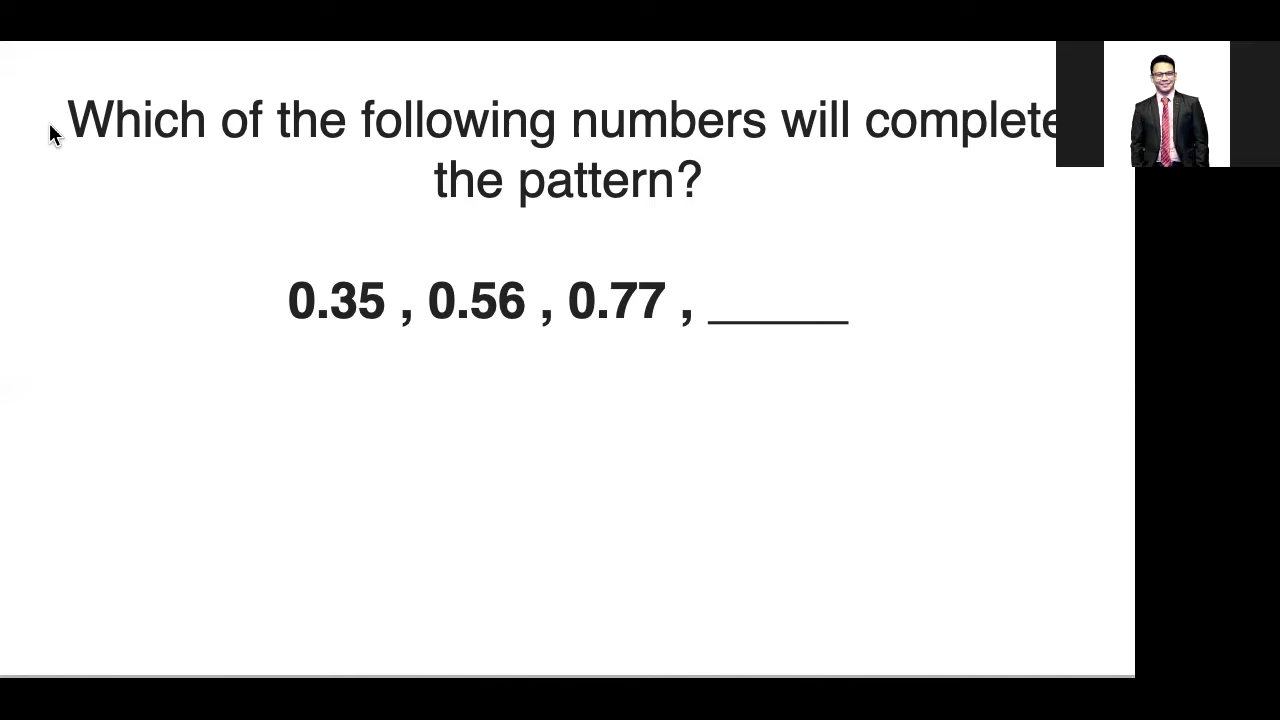 Which of the following numbers will complete
the pattern?
0.35 , 0.56 , 0.77 , _____